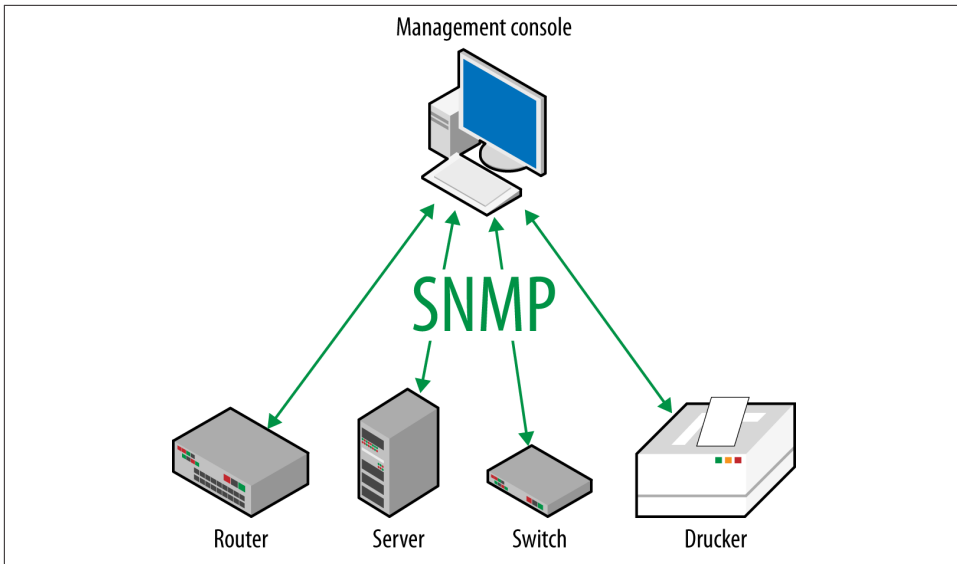 Management console
SNMP
Router
Server
Switch
Drucker